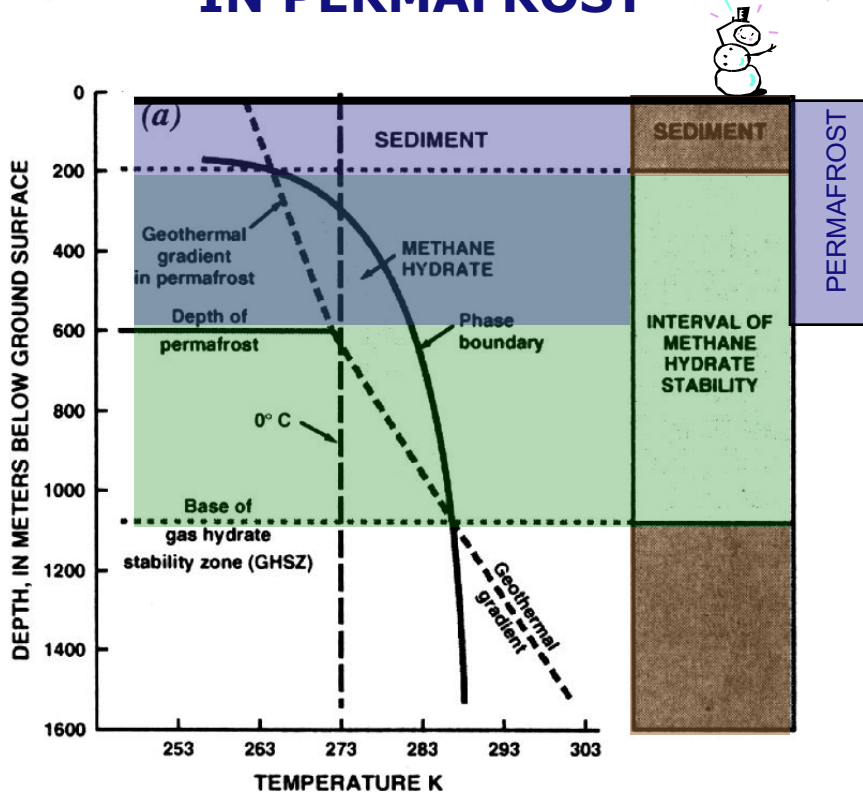 IN PERMAFROST
0
200
400
600
800
1000
1200
1400
1600
DEPTH, IN METERS BELOW GROUND SURFACE
(a)
SEDIMENT
Geothermal
gradient
in permafrost
METHANE
HYDRATE
Depth of
permafrost
Phase
boundary
0° C
Base of
gas hydrate
stability zone (GHSZ)
Geothermal
gradient
253
263
273
283
293
303
TEMPERATURE K
SEDIMENT
INTERVAL OF
METHANE
HYDRATE
STABILITY
PERMAFROST